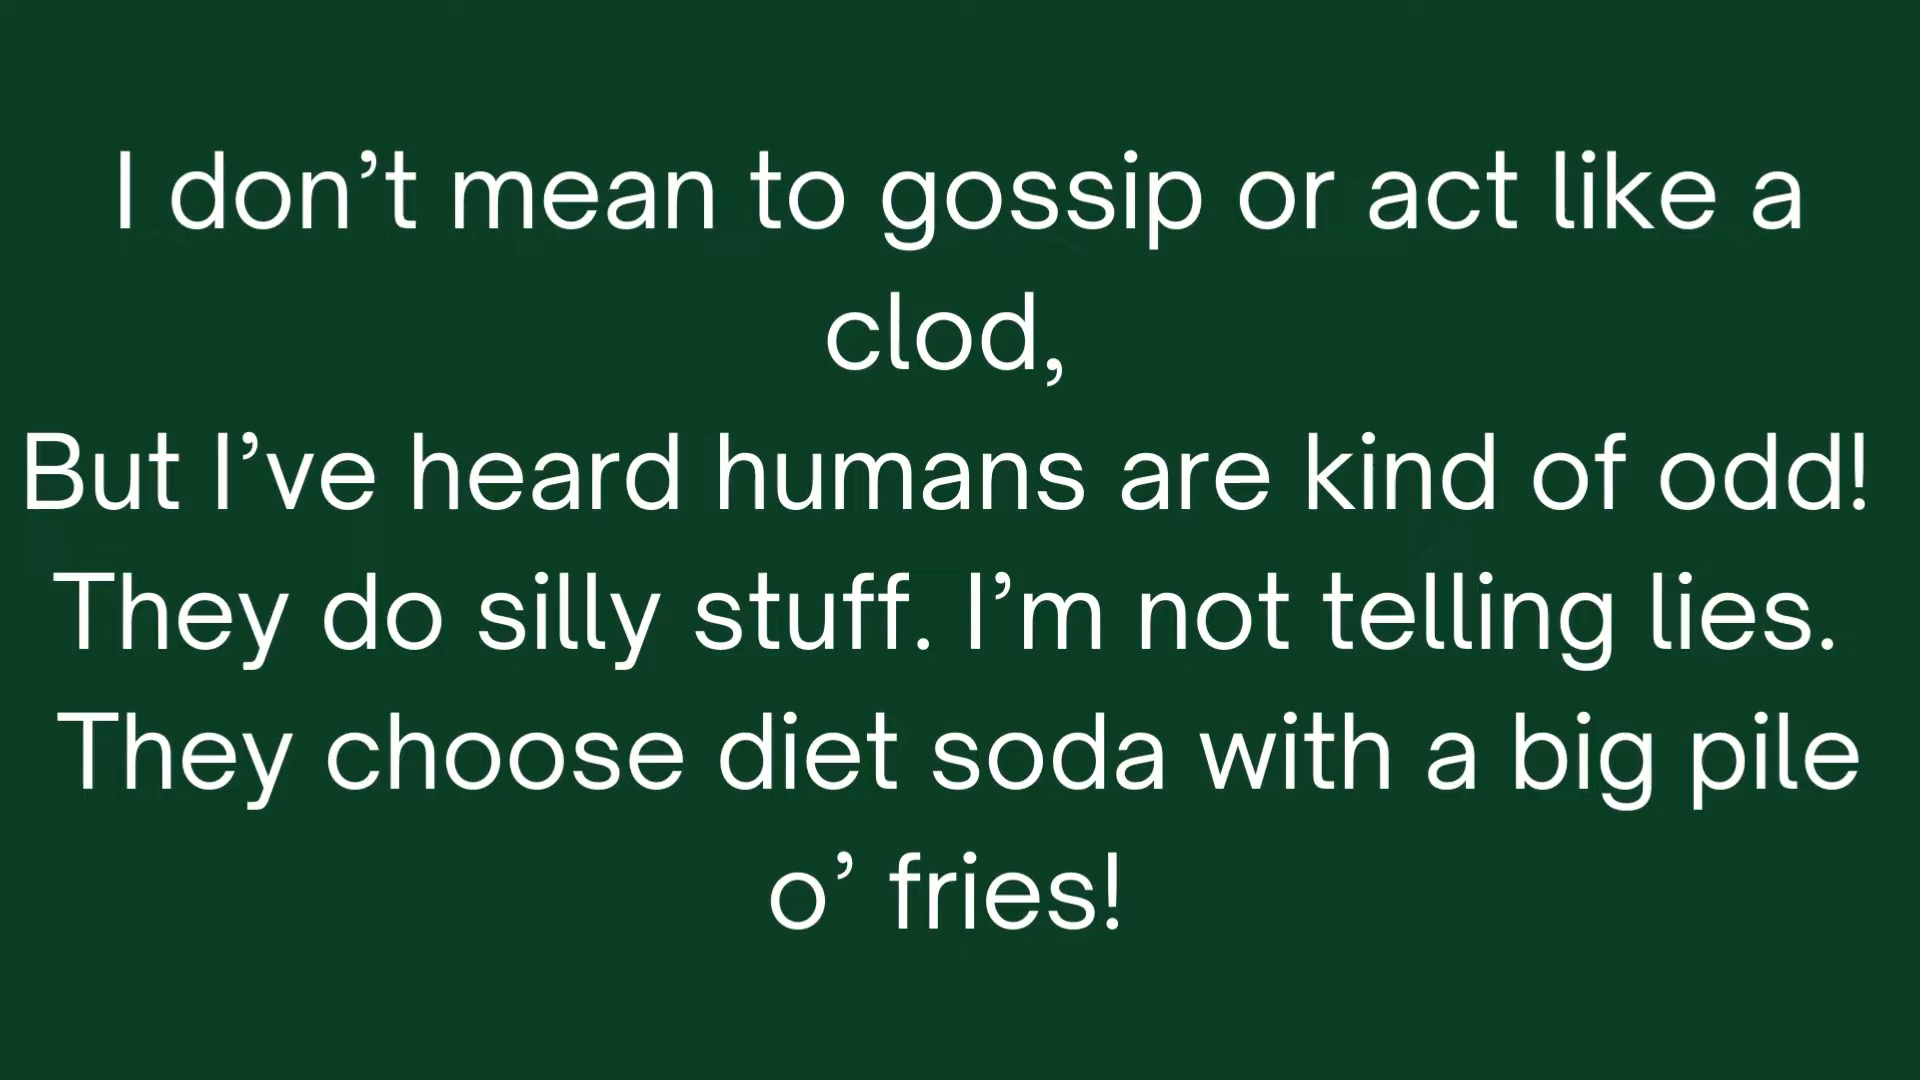 I don’t mean to gossip or act like a
clod,
But I’ve heard humans are kind of odd!
They do silly stuff. I’m not telling lies.
They choose diet soda with a big pile
o’ fries!